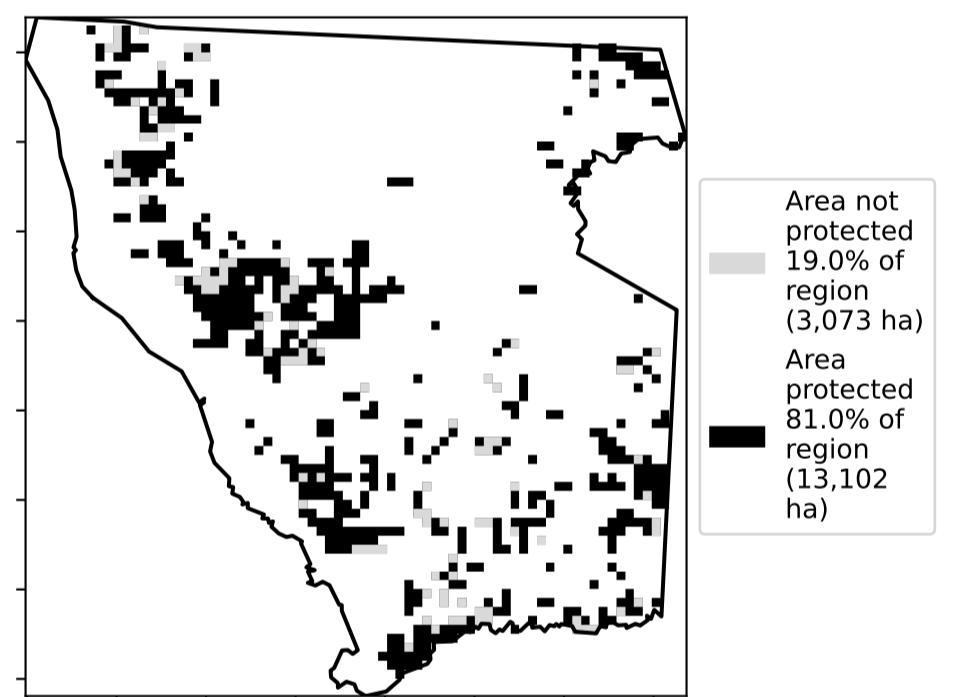 Area not
protected
19.0% of
region
(3,073 ha)
Area
protected
81.0% of
region
(13,102
ha)